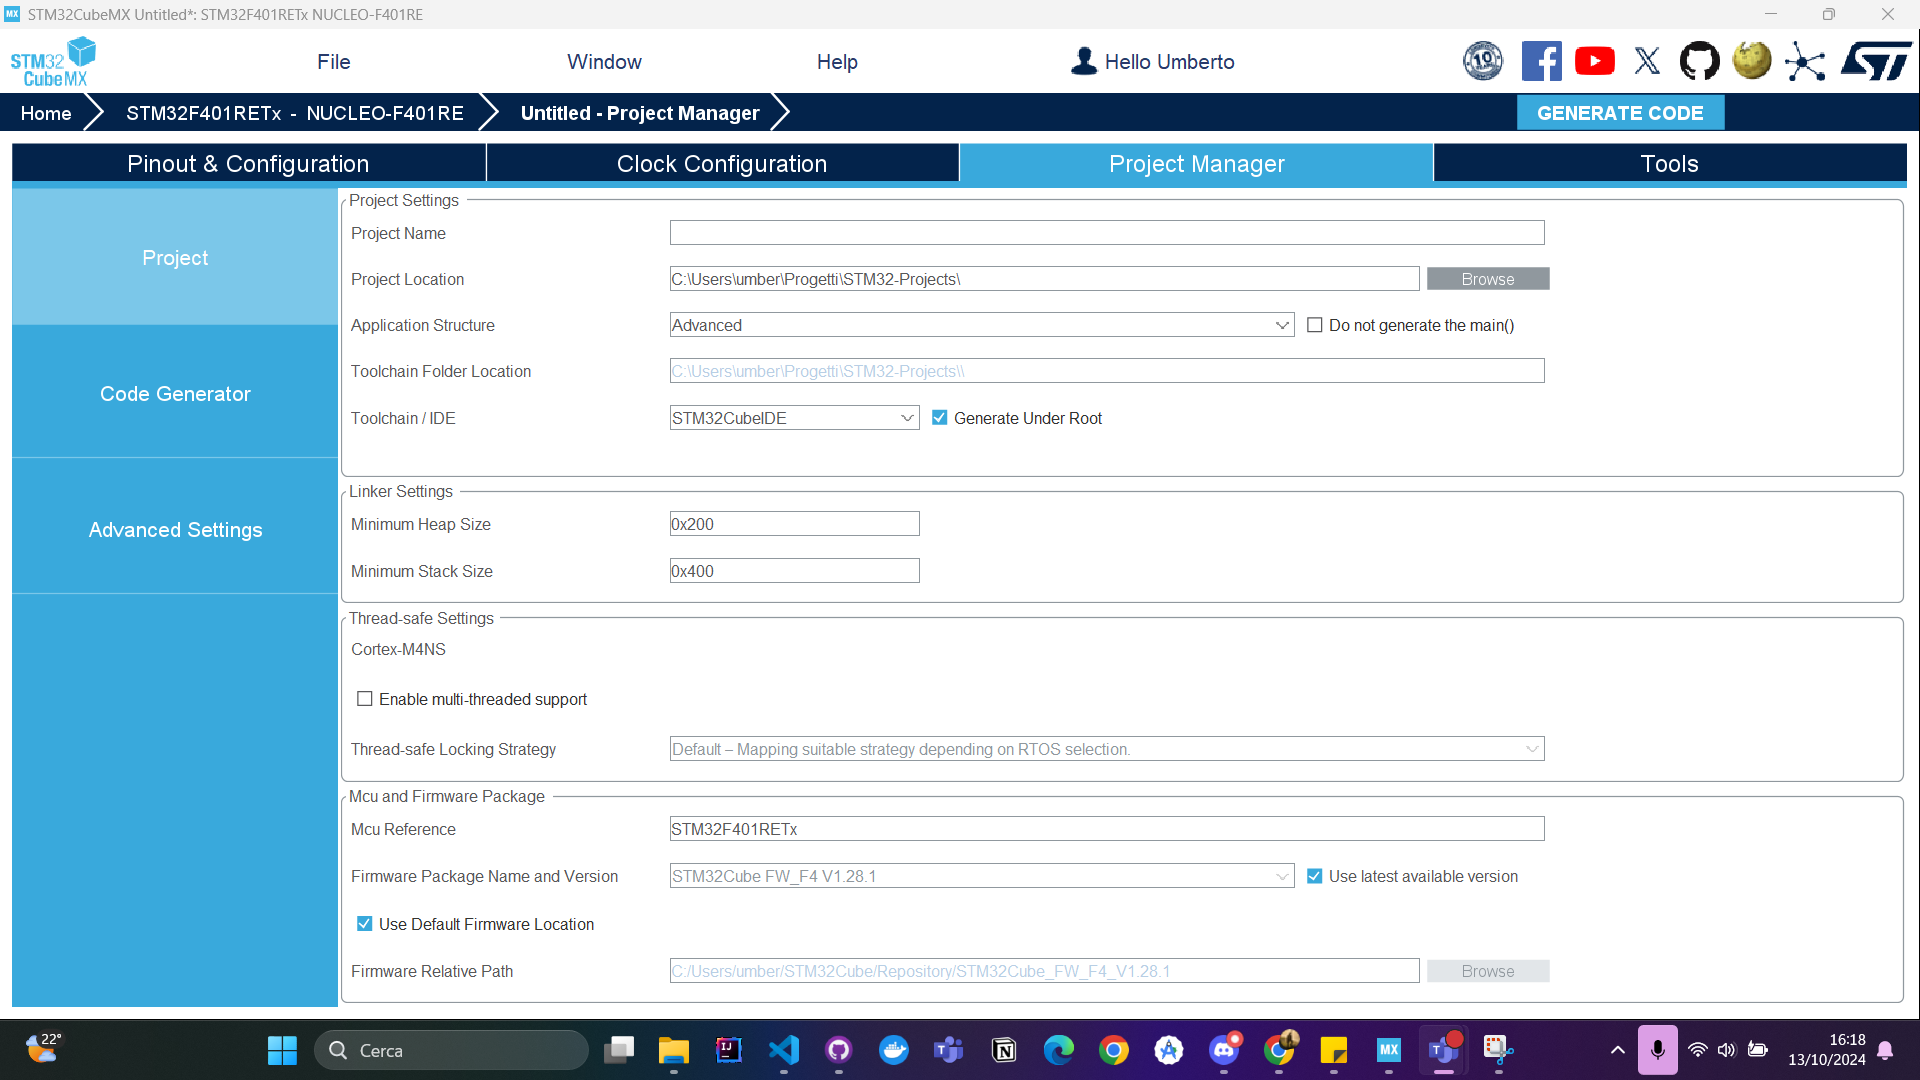 MX STM32CubeMX Untitled*: STM32F401RETx NUCLEO-F401RE
STM32 CubeMX
File Window Help Hello Umberto
10
Home STM32F401RETx - NUCLEO-F401RE Untitled - Project Manager GENERATE CODE
Pinout & Configuration Clock Configuration Project Manager Tools
Project
Code Generator
Advanced Settings
Project Settings
Project Name
Project Location C:\Users\umber\Progetti\STM32-Projects\ Browse
Application Structure Advanced Do not generate the main()
Toolchain Folder Location C:\Users\umber\Progetti\STM32-Projects\\
Toolchain / IDE STM32CubeIDE Generate Under Root
Linker Settings
Minimum Heap Size 0x200
Minimum Stack Size 0x400
Thread-safe Settings
Cortex-M4NS
Enable multi-threaded support
Thread-safe Locking Strategy Default – Mapping suitable strategy depending on RTOS selection.
Mcu and Firmware Package
Mcu Reference STM32F401RETx
Firmware Package Name and Version STM32Cube FW_F4 V1.28.1 Use latest available version
Use Default Firmware Location
Firmware Relative Path C:/Users/umber/STM32Cube/Repository/STM32Cube_FW_F4_V1.28.1 Browse
22°
Cerca
MX
16:18
13/10/2024